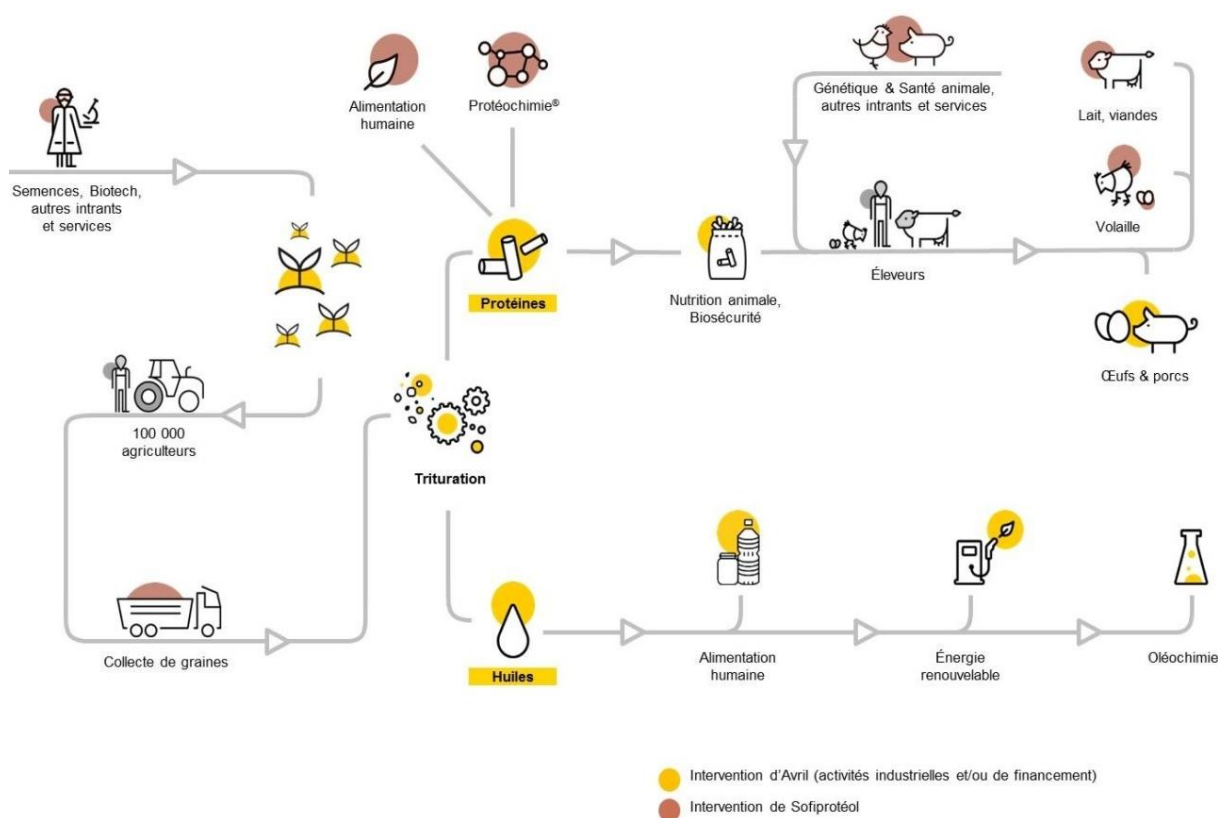 Alimentation
humaine
Protéochimie®
Génétique & Santé animale,
autres intrants et services
Lait, viandes
Semences, Biotech,
autres intrants
et services
Volaille
Protéines
Nutrition animale,
Biosécurité
Éleveurs
Œufs & porcs
100 000
agriculteurs
Trituration
Collecte de graines
Huiles
Alimentation
humaine
Énergie
renouvelable
Oléochimie
Intervention d'Avril (activités industrielles et/ou de financement)
Intervention de Sofiprotéol